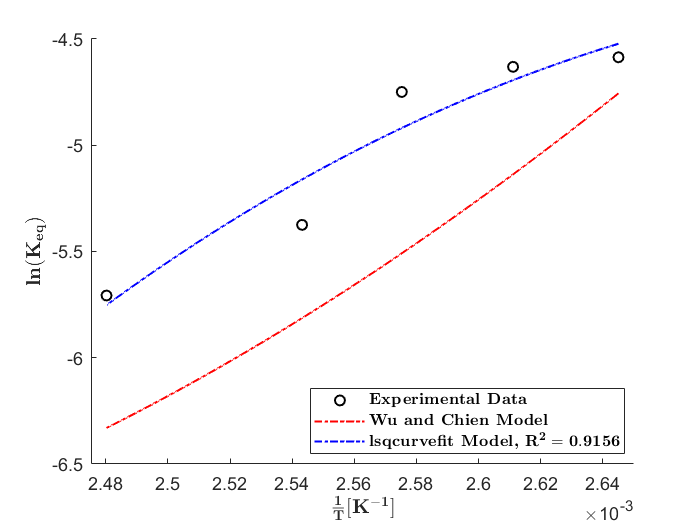 -4.5
-5
-5.5
-6
-6.5
ln(K_eq)
2.48 2.5 2.52 2.54 2.56 2.58 2.6 2.62 2.64
×10^-3
1/T[K^-1]
Experimental Data
Wu and Chien Model
lsqcurvefit Model, R^2 = 0.9156